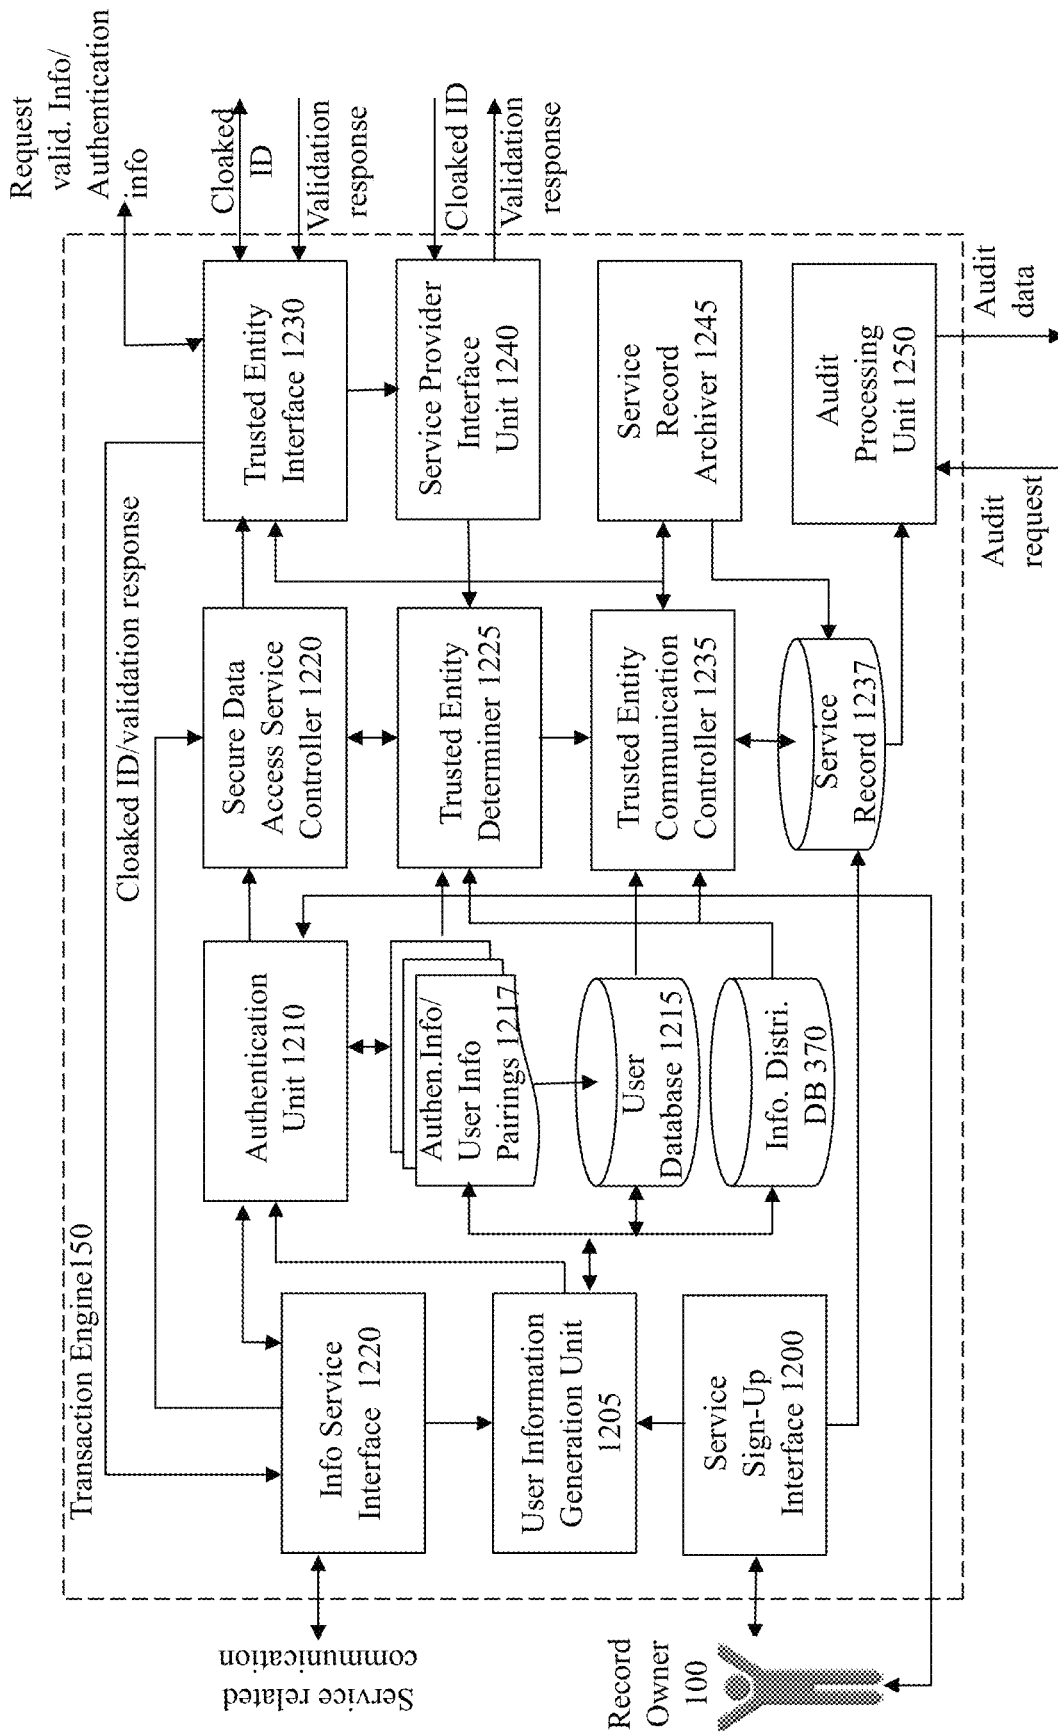 Request
valid. Info/
Authentication
info
Cloaked
ID
Validation
response
Cloaked ID
Validation
response
Transaction Engine150
Cloaked ID/validation response
Trusted Entity
Interface 1230
Service Provider
Interface
Unit 1240
Service
Record
Archiver 1245
Audit
Processing
Unit 1250
Audit
data
Audit
request
Secure Data
Access Service
Controller 1220
Trusted Entity
Determiner 1225
Trusted Entity
Communication
Controller 1235
Service
Record 1237
Authentication
Unit 1210
Authen.Info/
User Info
Pairings 1217
User
Database 1215
Info. Distri.
DB 370
Info Service
Interface 1220
User Information
Generation Unit
1205
Service
Sign-Up
Interface 1200
Service related
communication
Record
Owner
100